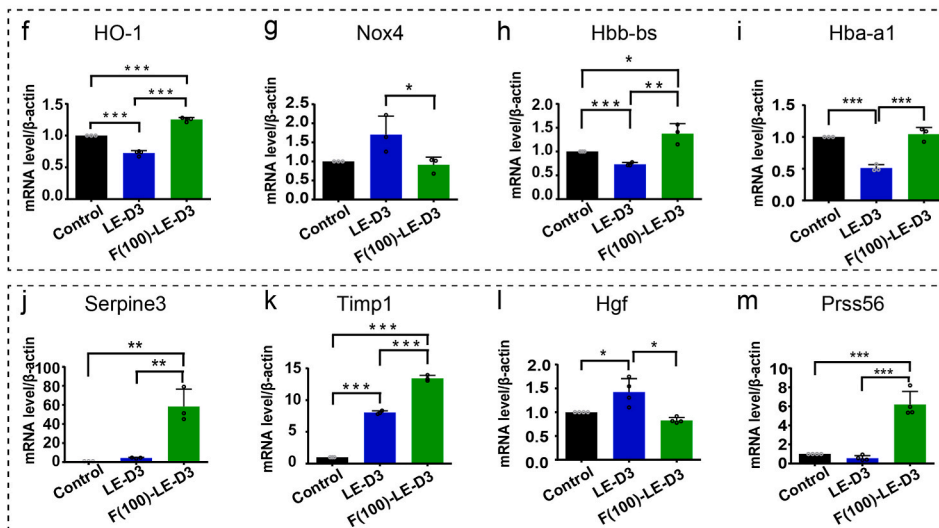 f HO-1
mRNA level/β-actin
1.5
1.0
0.5
0.0
***
***
***
Control
LE-D3
F(100)-LE-D3
g Nox4
mRNA level/β-actin
2.5
2.0
1.5
1.0
0.5
0.0
*
Control
LE-D3
F(100)-LE-D3
h Hbb-bs
mRNA level/β-actin
2.0
1.5
1.0
0.5
0.0
*
***
**
Control
LE-D3
F(100)-LE-D3
i Hba-a1
mRNA level/β-actin
1.5
1.0
0.5
0.0
***
***
Control
LE-D3
F(100)-LE-D3
j Serpine3
mRNA level/β-actin
100
80
60
40
20
0
**
**
Control
LE-D3
F(100)-LE-D3
k Timp1
mRNA level/β-actin
15
10
5
0
***
***
***
Control
LE-D3
F(100)-LE-D3
l Hgf
mRNA level/β-actin
2.0
1.5
1.0
0.5
0.0
*
*
Control
LE-D3
F(100)-LE-D3
m Prss56
mRNA level/β-actin
10
8
6
4
2
0
***
***
Control
LE-D3
F(100)-LE-D3